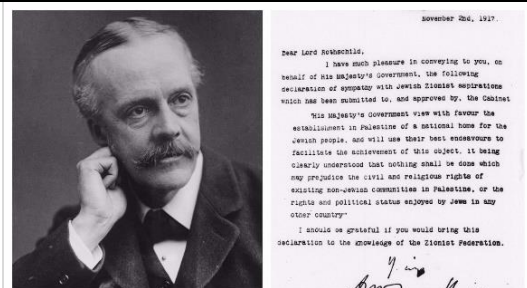 November 2nd, 1917.
Dear Lord Rothschild,
I have much pleasure in conveying to you, on
behalf of His Majesty's Government, the following
declaration of sympathy with Jewish Zionist aspirations
which has been submitted to, and approved by, the Cabinet
"His Majesty's Government view with favour the
establishment in Palestine of a national home for the
Jewish people, and will use their best endeavours to
facilitate the achievement of this object, it being
clearly understood that nothing shall be done which
may prejudice the civil and religious rights of
existing non-Jewish communities in Palestine, or the
rights and political status enjoyed by Jews in any
other country"
I should be grateful if you would bring this
declaration to the knowledge of the Zionist Federation.